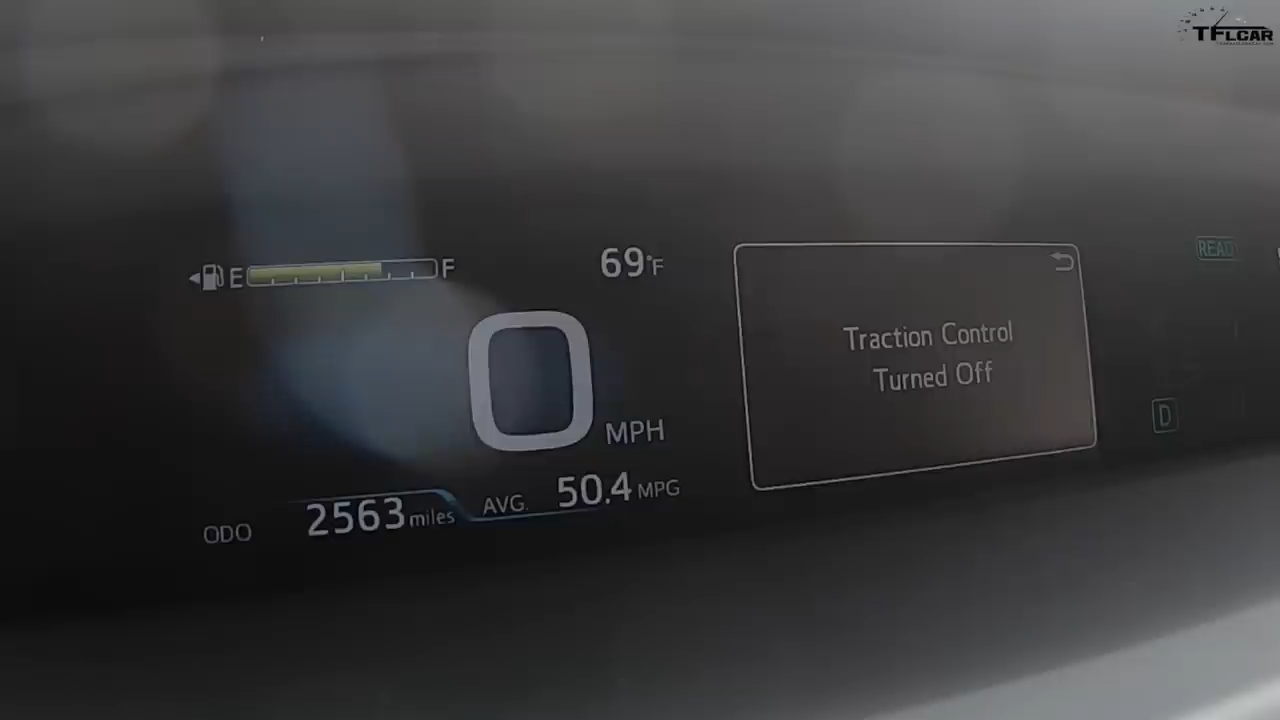 TFLCAR
E F
69°F
READY
Traction Control
Turned Off
0 MPH
D
ODO 2563 miles
AVG. 50.4 MPG